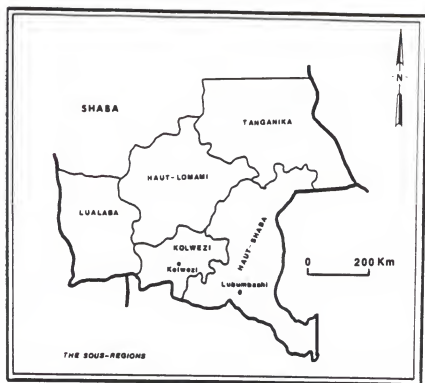 N
SHABA
TANGANIKA
HAUT-LOMAMI
LUALABA
KOLWEZI
Kolwezi
HAUT-SHABA
Lubumbashi
0 200 Km
THE SOUS-REGIONS